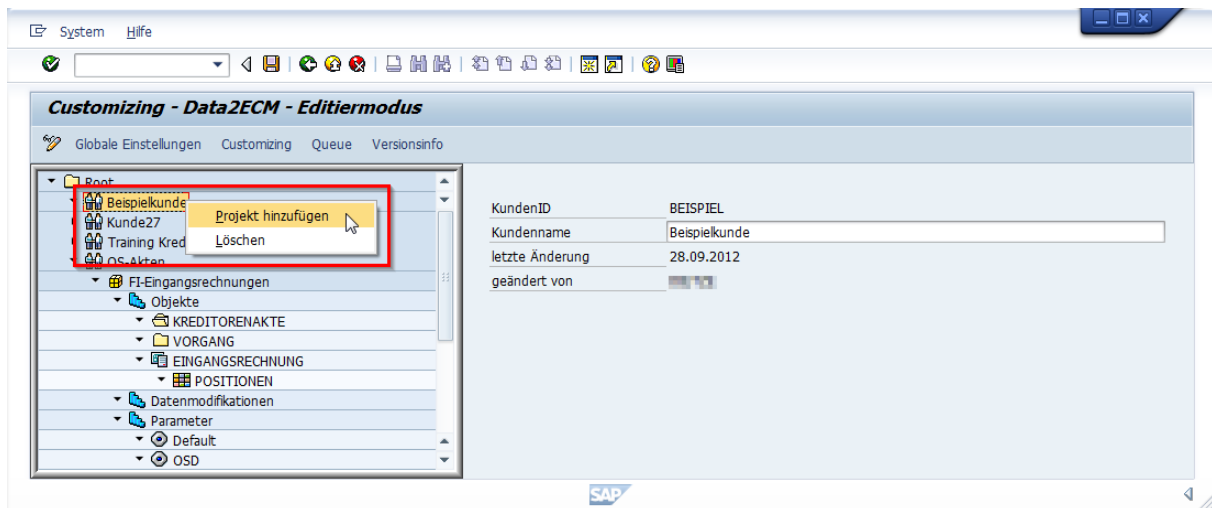 System Hilfe
Customizing - Data2ECM - Editiermodus
Globale Einstellungen Customizing Queue Versionsinfo
Root
Beispielkunde
Projekt hinzufügen
Kunde27
Löschen
Training Kred
OS-Akten
FI-Eingangsrechnungen
Objekte
KREDITORENAKTE
VORGANG
EINGANGSRECHNUNG
POSITIONEN
Datenmodifikationen
Parameter
Default
OSD
KundenID BEISPIEL
Kundenname Beispielkunde
letzte Änderung 28.09.2012
geändert von
SAP